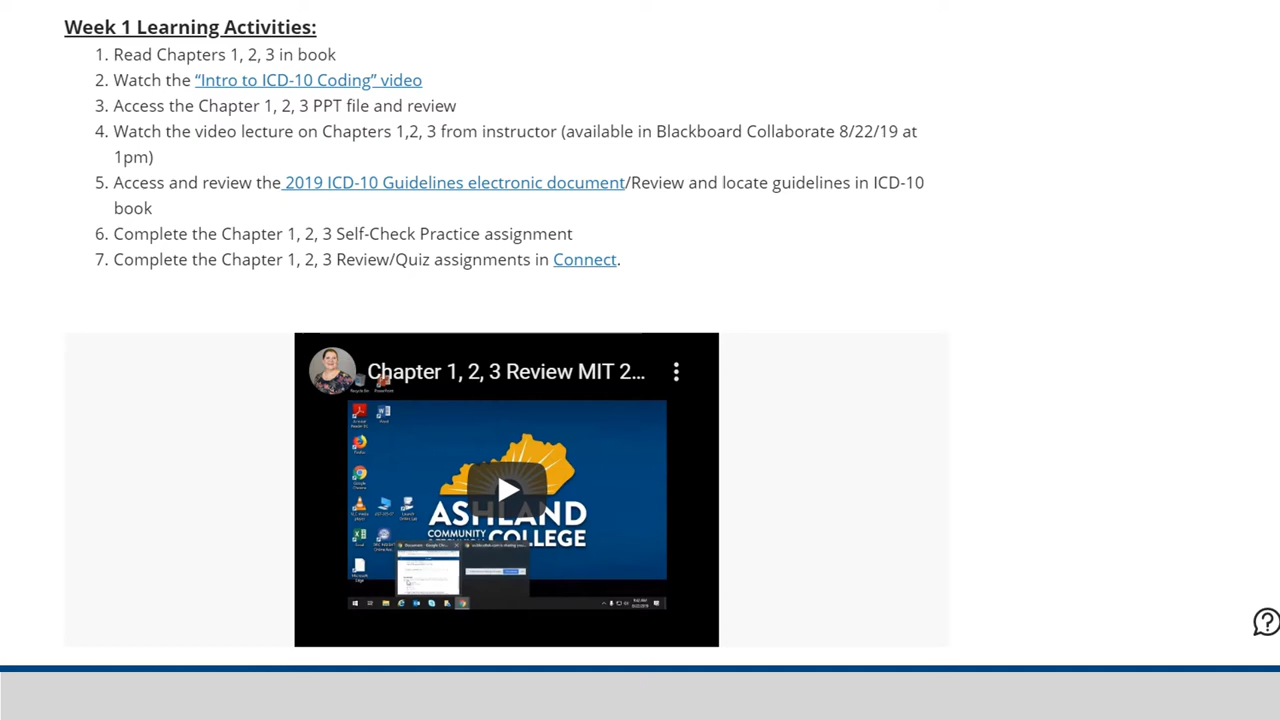 Week 1 Learning Activities:
1. Read Chapters 1, 2, 3 in book
2. Watch the “Intro to ICD-10 Coding” video
3. Access the Chapter 1, 2, 3 PPT file and review
4. Watch the video lecture on Chapters 1,2, 3 from instructor (available in Blackboard Collaborate 8/22/19 at
1pm)
5. Access and review the 2019 ICD-10 Guidelines electronic document/Review and locate guidelines in ICD-10
book
6. Complete the Chapter 1, 2, 3 Self-Check Practice assignment
7. Complete the Chapter 1, 2, 3 Review/Quiz assignments in Connect.
Chapter 1, 2, 3 Review MIT 2...
ASHLAND
COMMUNITY
COLLEGE